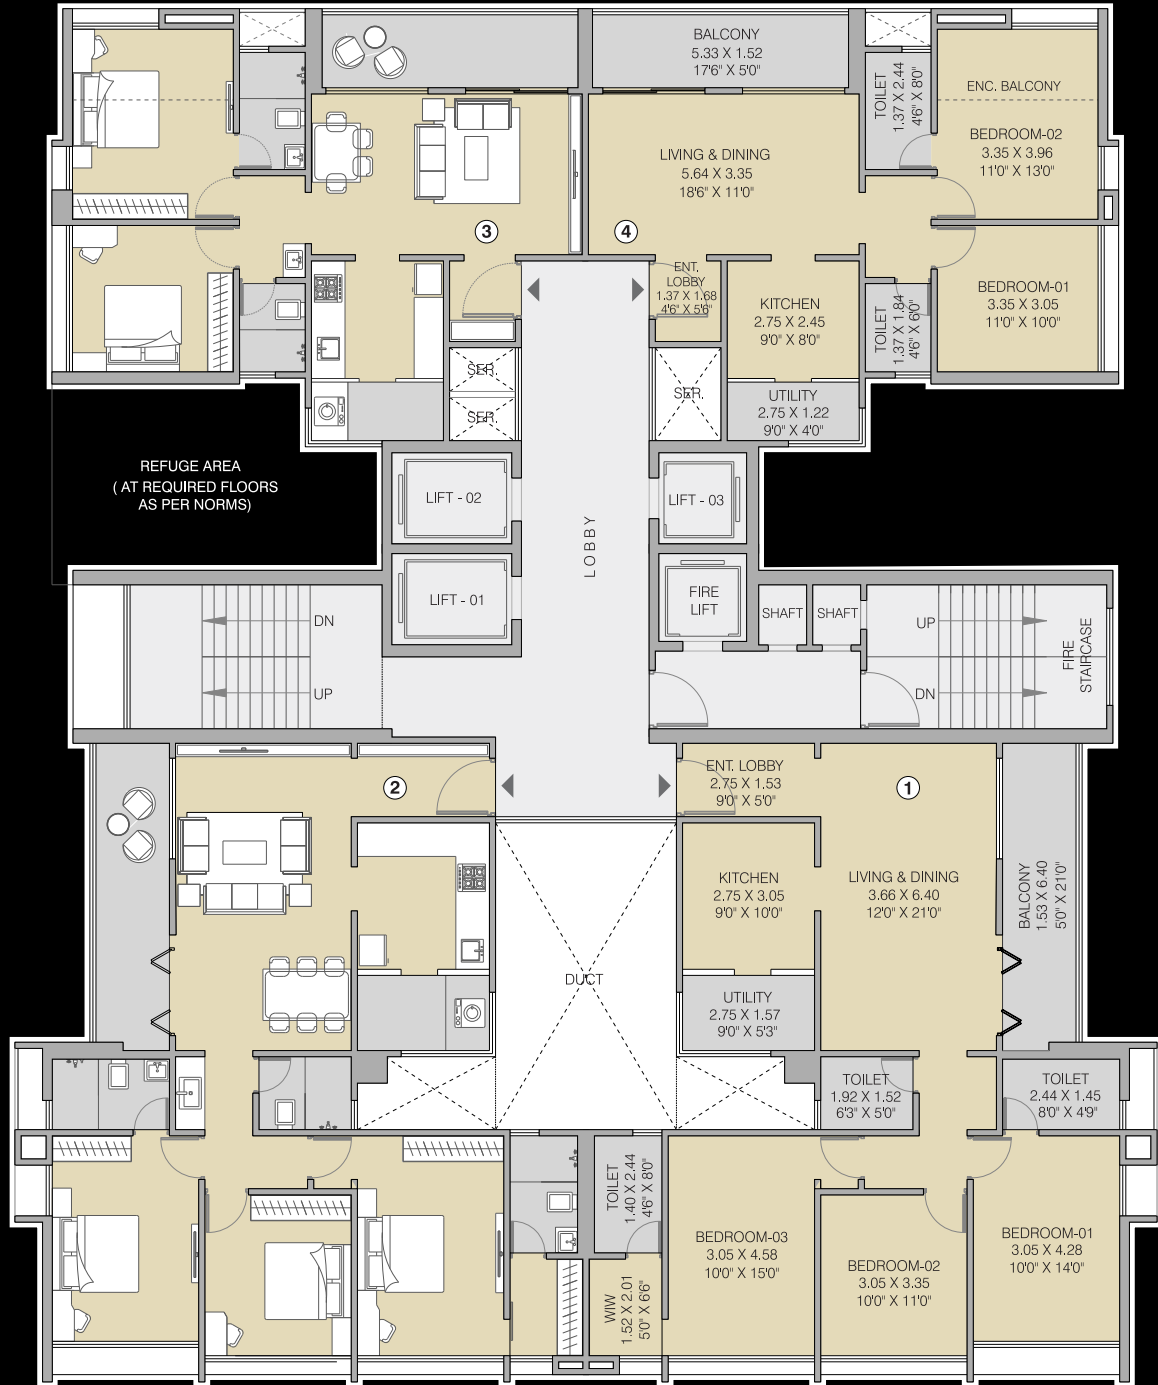 BALCONY
5.33 X 1.52
17'6" X 5'0"
TOILET
1.37 X 2.44
4'6" X 8'0"
ENC. BALCONY
BEDROOM-02
3.35 X 3.96
11'0" X 13'0"
LIVING & DINING
5.64 X 3.35
18'6" X 11'0"
3
4
ENT.
LOBBY
1.37 X 1.68
4'6" X 5'6"
KITCHEN
2.75 X 2.45
9'0" X 8'0"
TOILET
1.37 X 1.84
4'6" X 6'0"
BEDROOM-01
3.35 X 3.05
11'0" X 10'0"
SER.
SER.
SER.
UTILITY
2.75 X 1.22
9'0" X 4'0"
REFUGE AREA
( AT REQUIRED FLOORS
AS PER NORMS)
LIFT - 02
LIFT - 03
LOBBY
LIFT - 01
FIRE
LIFT
SHAFT
SHAFT
DN
UP
UP
DN
FIRE
STAIRCASE
2
ENT. LOBBY
2.75 X 1.53
9'0" X 5'0"
1
KITCHEN
2.75 X 3.05
9'0" X 10'0"
LIVING & DINING
3.66 X 6.40
12'0" X 21'0"
BALCONY
1.53 X 6.40
5'0" X 21'0"
DUCT
UTILITY
2.75 X 1.57
9'0" X 5'3"
TOILET
1.92 X 1.52
6'3" X 5'0"
TOILET
2.44 X 1.45
8'0" X 4'9"
TOILET
1.40 X 2.44
4'6" X 8'0"
BEDROOM-03
3.05 X 4.58
10'0" X 15'0"
BEDROOM-02
3.05 X 3.35
10'0" X 11'0"
BEDROOM-01
3.05 X 4.28
10'0" X 14'0"
WIW
1.52 X 2.01
5'0" X 6'6"